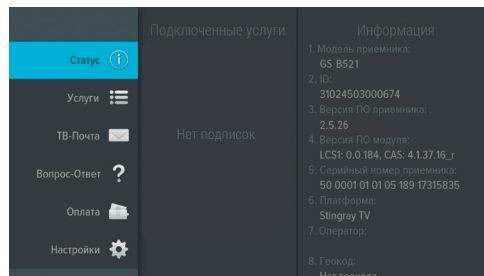 Статус
Услуги
ТВ-Почта
Вопрос-Ответ
Оплата
Настройки
Подключенные услуги
Нет подписок
Информация
1. Модель приемника:
GS B521
2. ID:
31024503000674
3. Версия ПО приемника:
2.5.26
4. Версия ПО модуля:
LCS1: 0.0.184, CAS: 4.1.37.16_r
5. Серийный номер приемника:
50 0001 01 01 05 189 17315835
6. Платформа:
Stingray TV
7. Оператор:
8. Геокод:
Нет геокода